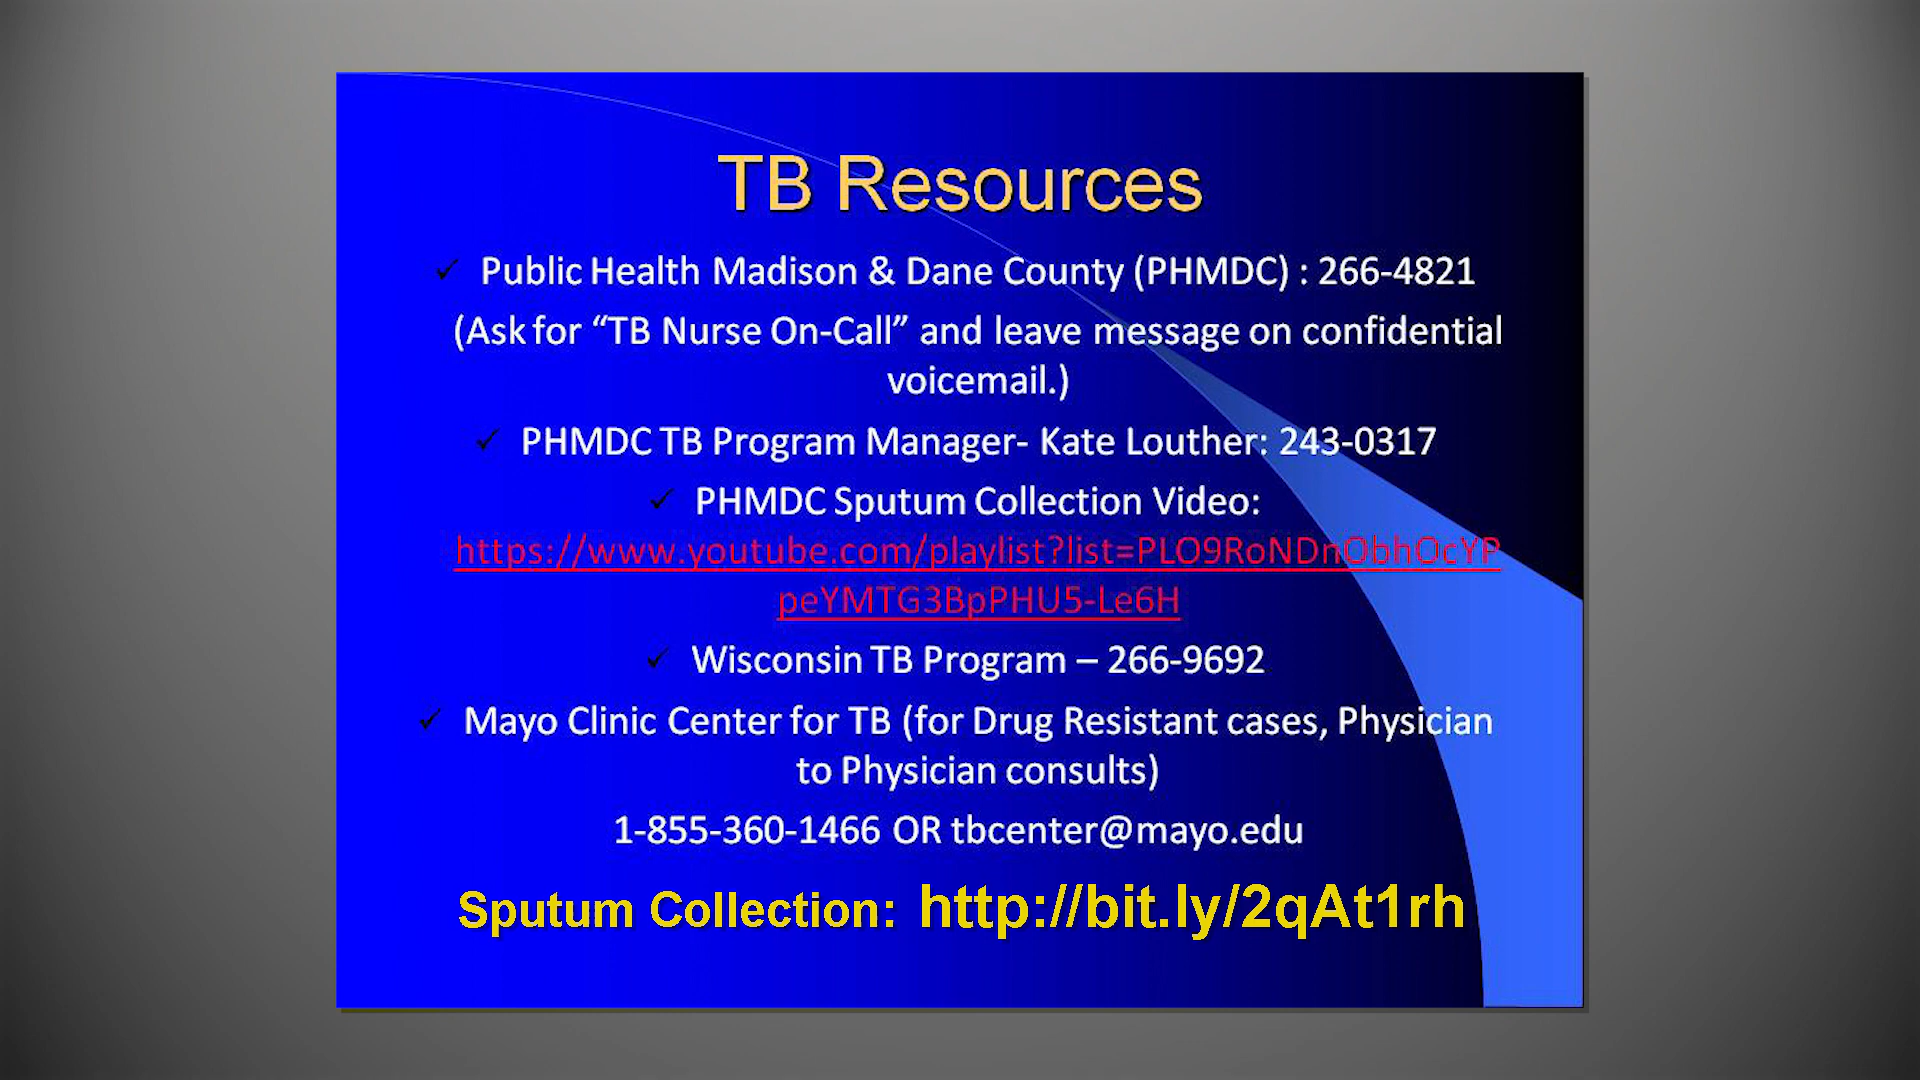 TB Resources
✓ Public Health Madison & Dane County (PHMDC) : 266-4821
(Ask for “TB Nurse On-Call” and leave message on confidential
voicemail.)
✓ PHMDC TB Program Manager- Kate Louther: 243-0317
✓ PHMDC Sputum Collection Video:
https://www.youtube.com/playlist?list=PLO9RoNDnObhOcYP
peYMTG3BpPHU5-Le6H
✓ Wisconsin TB Program – 266-9692
✓ Mayo Clinic Center for TB (for Drug Resistant cases, Physician
to Physician consults)
1-855-360-1466 OR tbcenter@mayo.edu
Sputum Collection: http://bit.ly/2qAt1rh